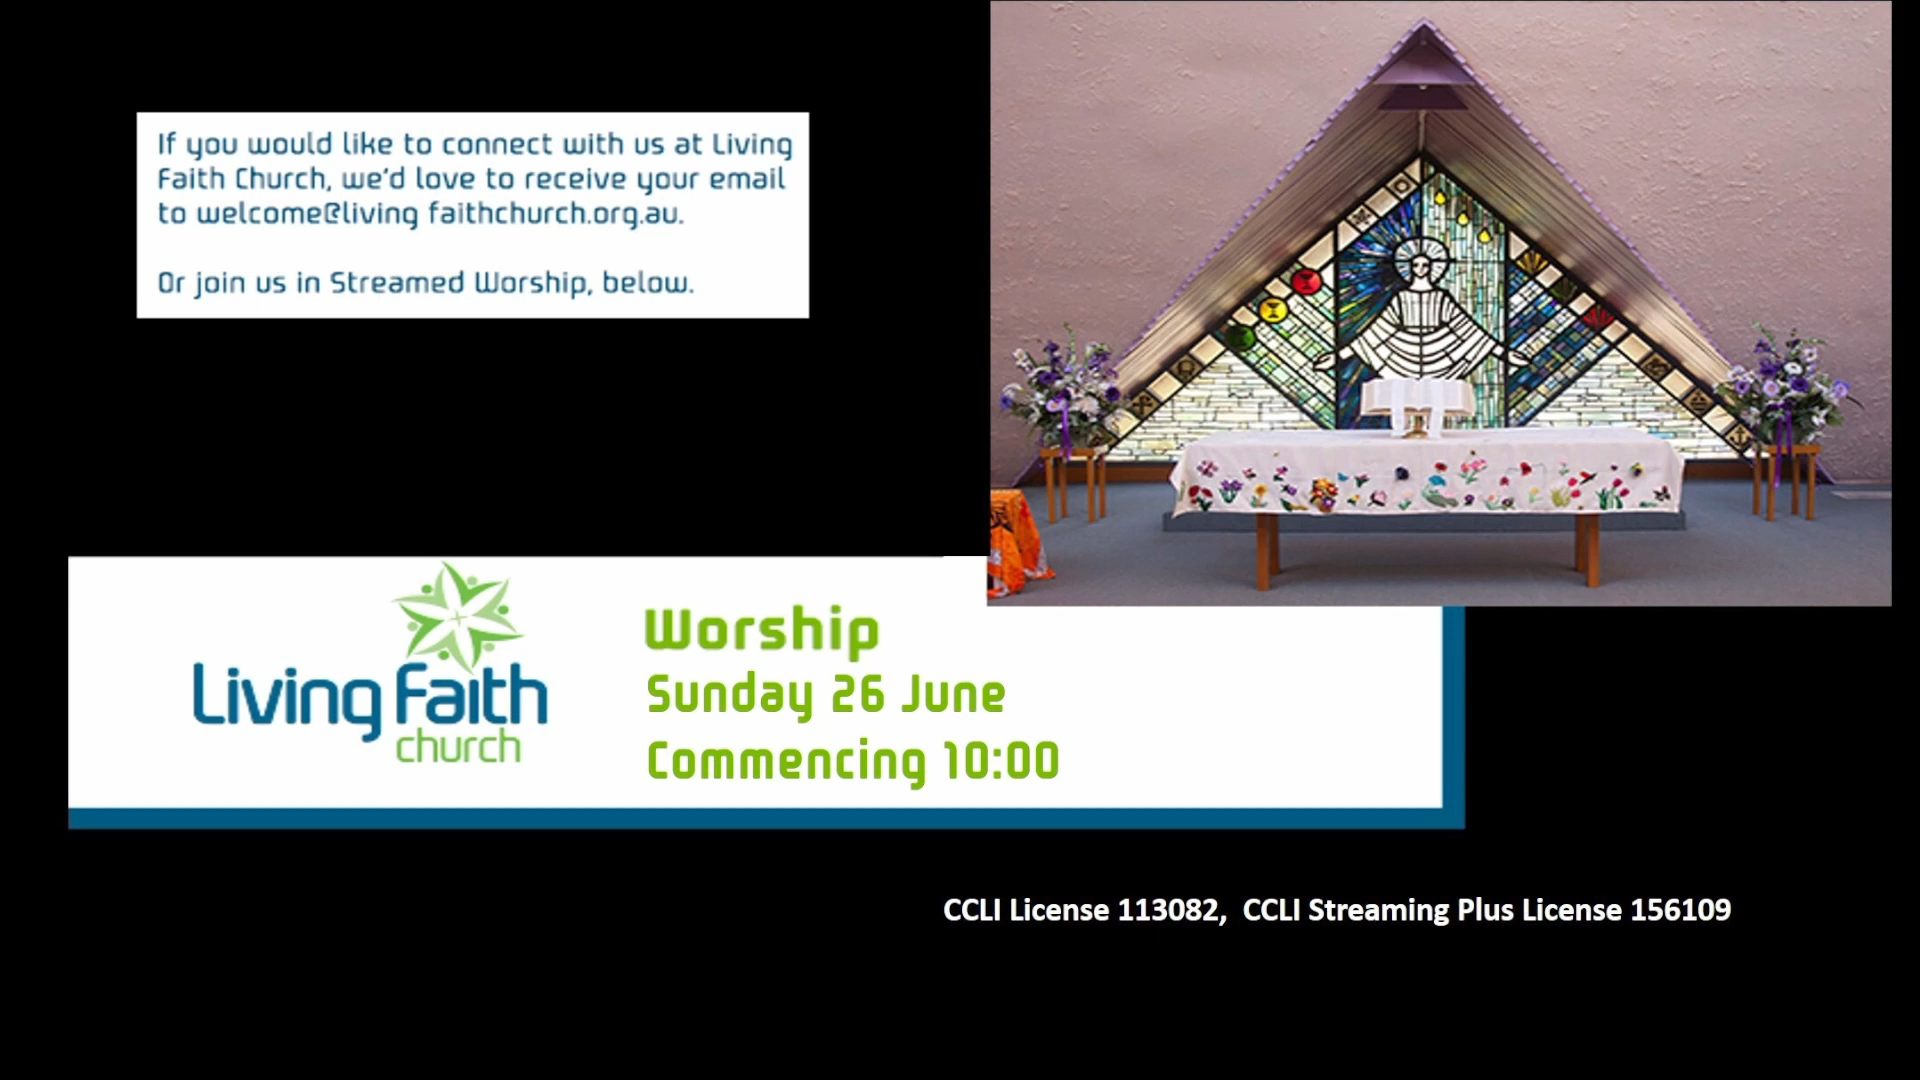 If you would like to connect with us at Living
Faith Church, we'd love to receive your email
to welcome@living faithchurch.org.au.
Or join us in Streamed Worship, below.
Living Faith
church
Worship
Sunday 26 June
Commencing 10:00
CCLI License 113082, CCLI Streaming Plus License 156109